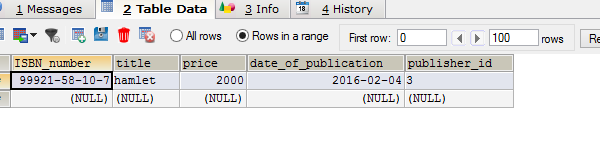 1 Messages 2 Table Data 3 Info 4 History
All rows Rows in a range First row: 0 100 rows Re
ISBN_number title price date_of_publication publisher_id
99921-58-10-7 hamlet 2000 2016-02-04 3
(NULL) (NULL) (NULL) (NULL) (NULL)